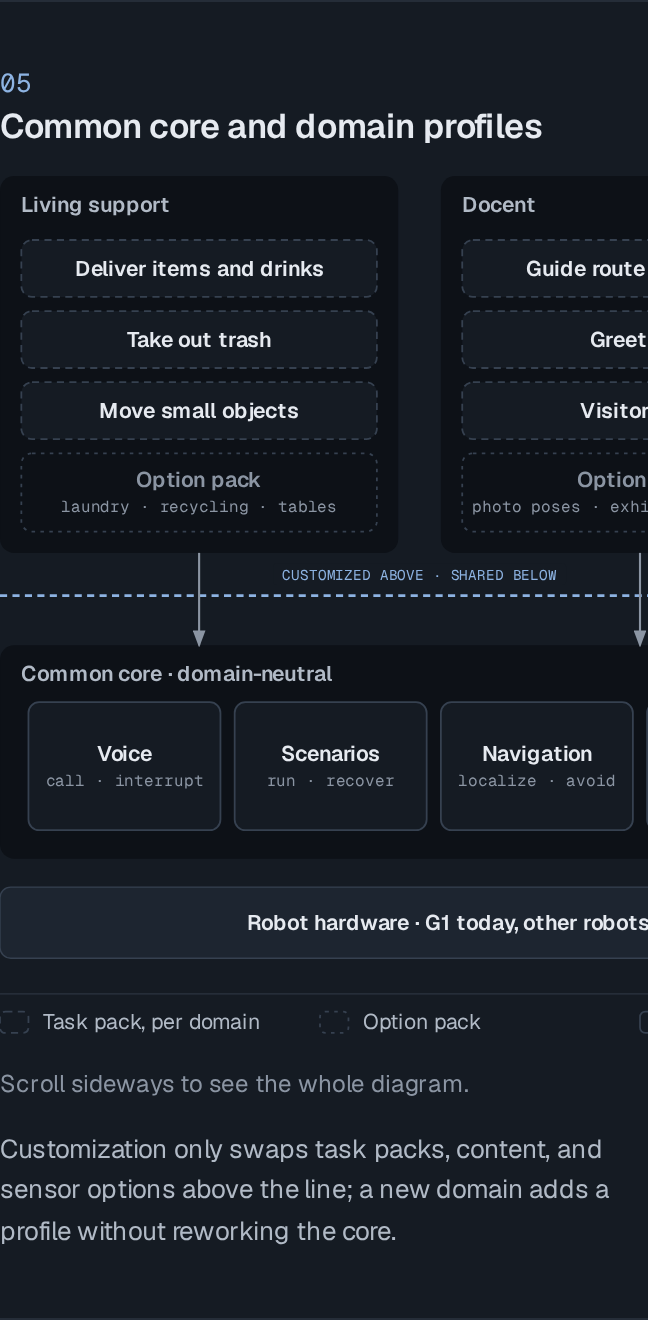 05
Common core and domain profiles
Living support
Deliver items and drinks
Take out trash
Move small objects
Option pack
laundry · recycling · tables
Docent
Guide route
Greet
Visitor
Option
photo poses · exhi
CUSTOMIZED ABOVE · SHARED BELOW
Common core · domain-neutral
Voice
call · interrupt
Scenarios
run · recover
Navigation
localize · avoid
Robot hardware · G1 today, other robots
Task pack, per domain
Option pack
Scroll sideways to see the whole diagram.
Customization only swaps task packs, content, and
sensor options above the line; a new domain adds a
profile without reworking the core.